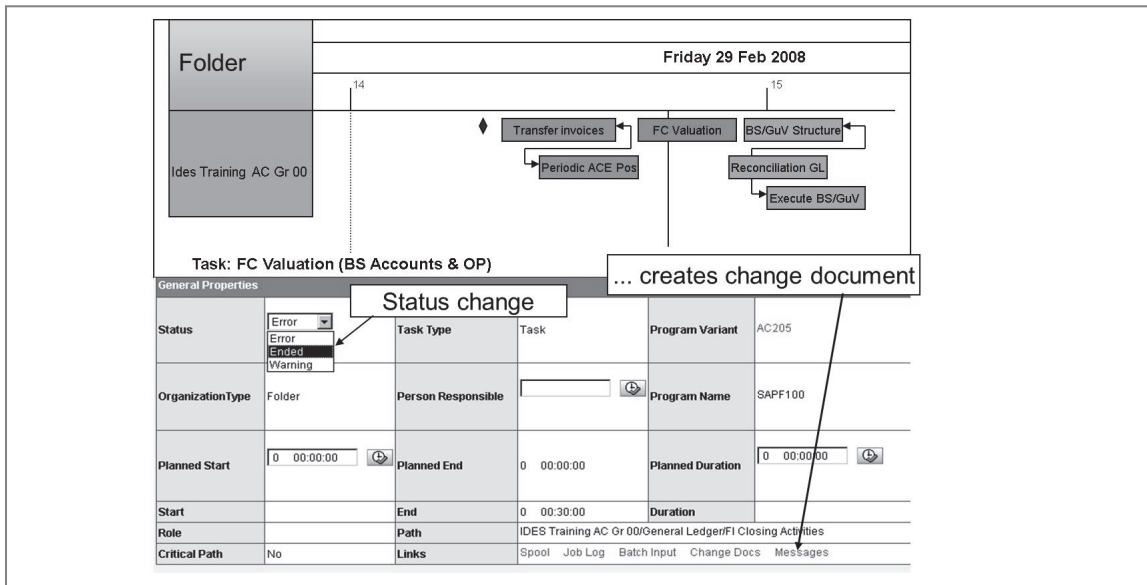 Folder
Friday 29 Feb 2008
14
15
Ides Training AC Gr 00
Transfer invoices
FC Valuation
BS/GuV Structure
Periodic ACE Pos
Reconciliation GL
Execute BS/GuV
Task: FC Valuation (BS Accounts & OP)
... creates change document
General Properties
Status change
Status
Error
Error
Ended
Warning
Task Type
Task
Program Variant
AC205
OrganizationType
Folder
Person Responsible
Program Name
SAPF100
Planned Start
0 00:00:00
Planned End
0 00:00:00
Planned Duration
0 00:00:00
Start
End
0 00:30:00
Duration
Role
Path
IDES Training AC Gr 00/General Ledger/FI Closing Activities
Critical Path
No
Links
Spool Job Log Batch Input Change Docs Messages